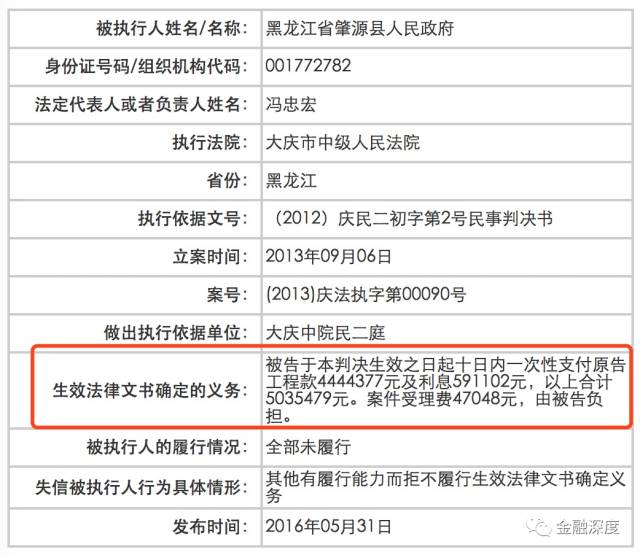 被执行人姓名/名称： 黑龙江省肇源县人民政府
身份证号码/组织机构代码： 001772782
法定代表人或者负责人姓名： 冯忠宏
执行法院： 大庆市中级人民法院
省份： 黑龙江
执行依据文号： （2012）庆民二初字第2号民事判决书
立案时间： 2013年09月06日
案号： (2013)庆法执字第00090号
做出执行依据单位： 大庆中院民二庭
生效法律文书确定的义务： 被告于本判决生效之日起十日内一次性支付原告
工程款4444377元及利息591102元，以上合计
5035479元。案件受理费47048元，由被告负
担。
被执行人的履行情况： 全部未履行
失信被执行人行为具体情形： 其他有履行能力而拒不履行生效法律文书确定义
务
发布时间： 2016年05月31日
金融深度